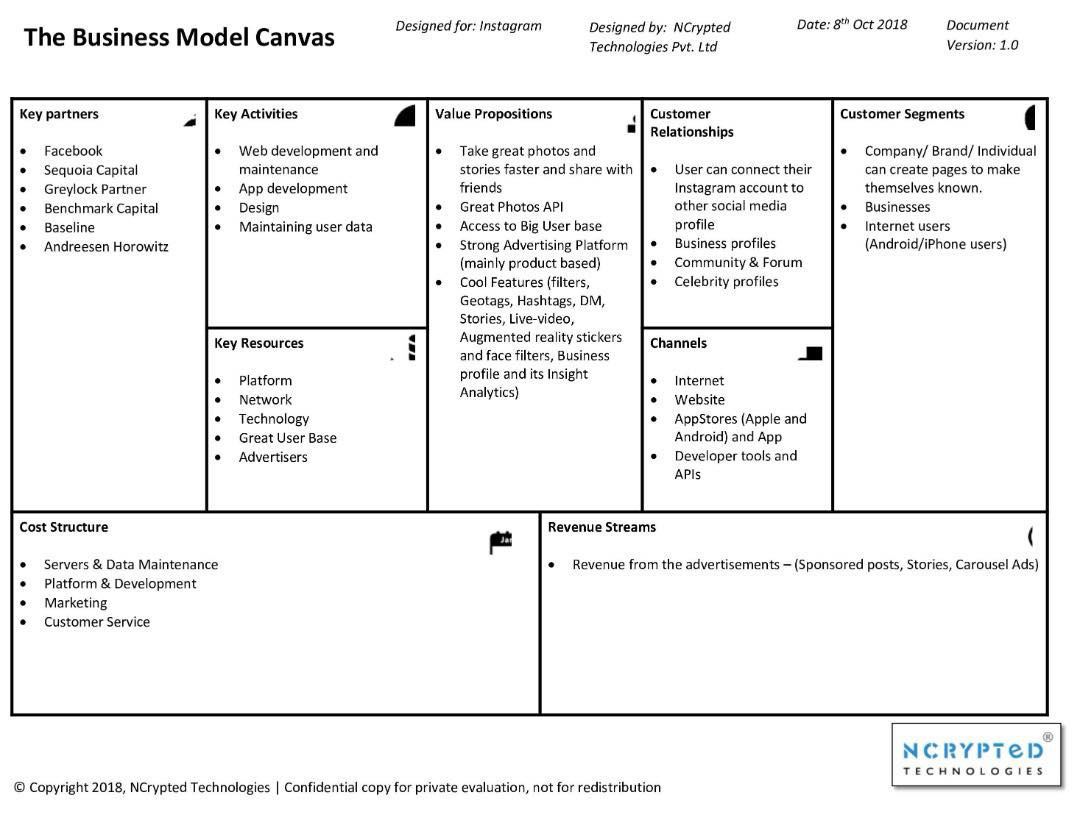 The Business Model Canvas
Designed for: Instagram
Designed by: NCrypted
Technologies Pvt. Ltd
Date: 8th Oct 2018
Document
Version: 1.0
Key partners
• Facebook
• Sequoia Capital
• Greylock Partner
• Benchmark Capital
• Baseline
• Andreesen Horowitz
Key Activities
• Web development and
maintenance
• App development
• Design
• Maintaining user data
Key Resources
• Platform
• Network
• Technology
• Great User Base
• Advertisers
Value Propositions
• Take great photos and
stories faster and share with
friends
• Great Photos API
• Access to Big User base
• Strong Advertising Platform
(mainly product based)
• Cool Features (filters,
Geotags, Hashtags, DM,
Stories, Live-video,
Augmented reality stickers
and face filters, Business
profile and its Insight
Analytics)
Customer
Relationships
• User can connect their
Instagram account to
other social media
profile
• Business profiles
• Community & Forum
• Celebrity profiles
Channels
• Internet
• Website
• AppStores (Apple and
Android) and App
• Developer tools and
APIs
Customer Segments
• Company/ Brand/ Individual
can create pages to make
themselves known.
• Businesses
• Internet users
(Android/iPhone users)
Cost Structure
Jan
• Servers & Data Maintenance
• Platform & Development
• Marketing
• Customer Service
Revenue Streams
• Revenue from the advertisements – (Sponsored posts, Stories, Carousel Ads)
NCRYPTeD®
TECHNOLOGIES
© Copyright 2018, NCrypted Technologies | Confidential copy for private evaluation, not for redistribution